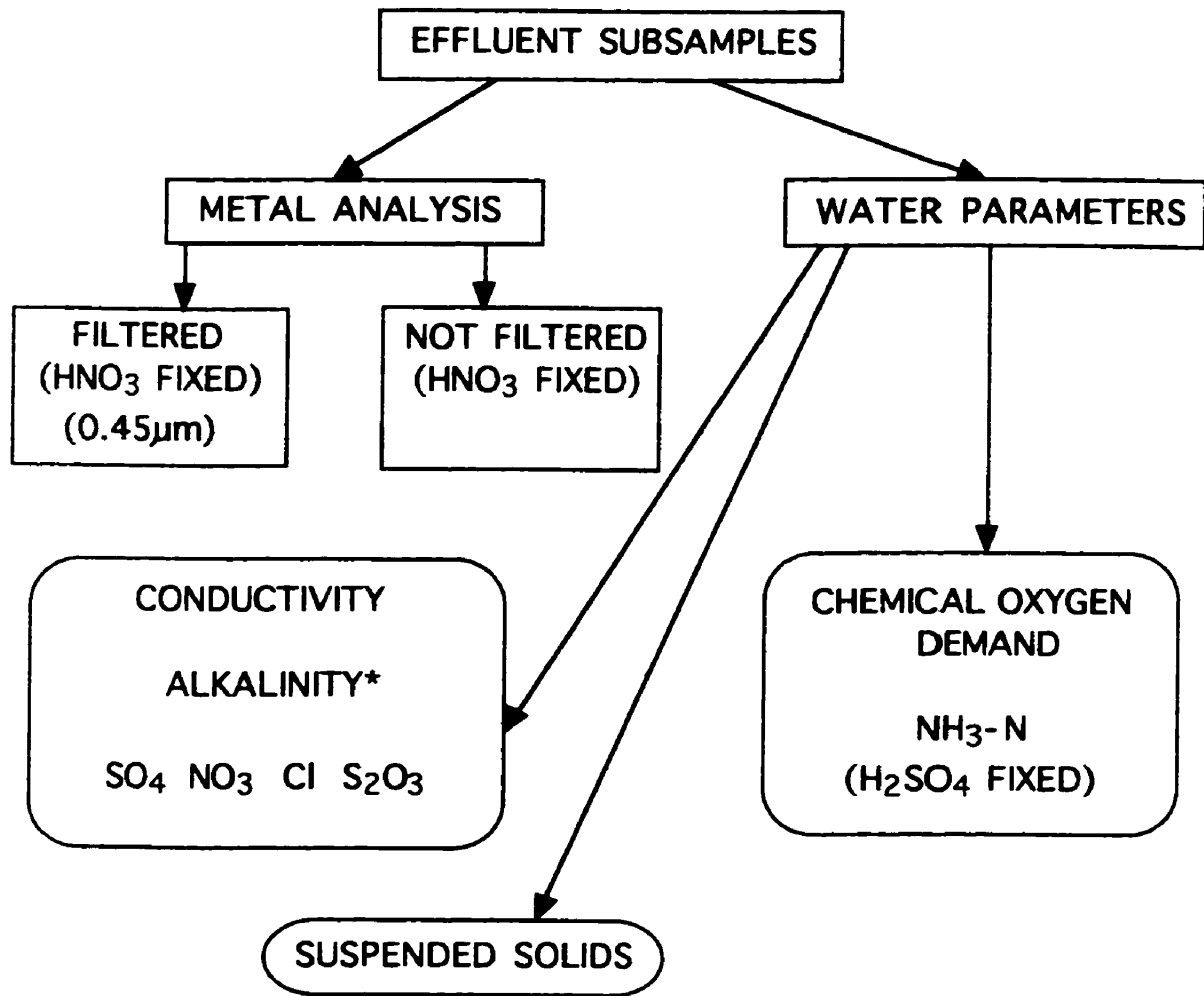 EFFLUENT SUBSAMPLES
METAL ANALYSIS
WATER PARAMETERS
FILTERED
(HNO₃ FIXED)
(0.45µm)
NOT FILTERED
(HNO₃ FIXED)
CONDUCTIVITY
ALKALINITY*
SO₄ NO₃ Cl S₂O₃
CHEMICAL OXYGEN
DEMAND
NH₃-N
(H₂SO₄ FIXED)
SUSPENDED SOLIDS